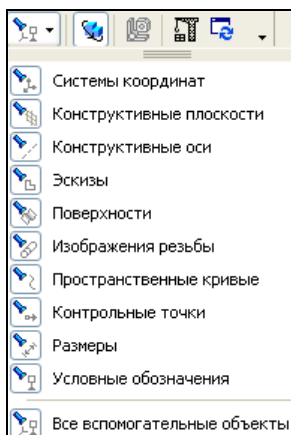 Системы координат
Конструктивные плоскости
Конструктивные оси
Эскизы
Поверхности
Изображения резьбы
Пространственные кривые
Контрольные точки
Размеры
Условные обозначения
Все вспомогательные объекты